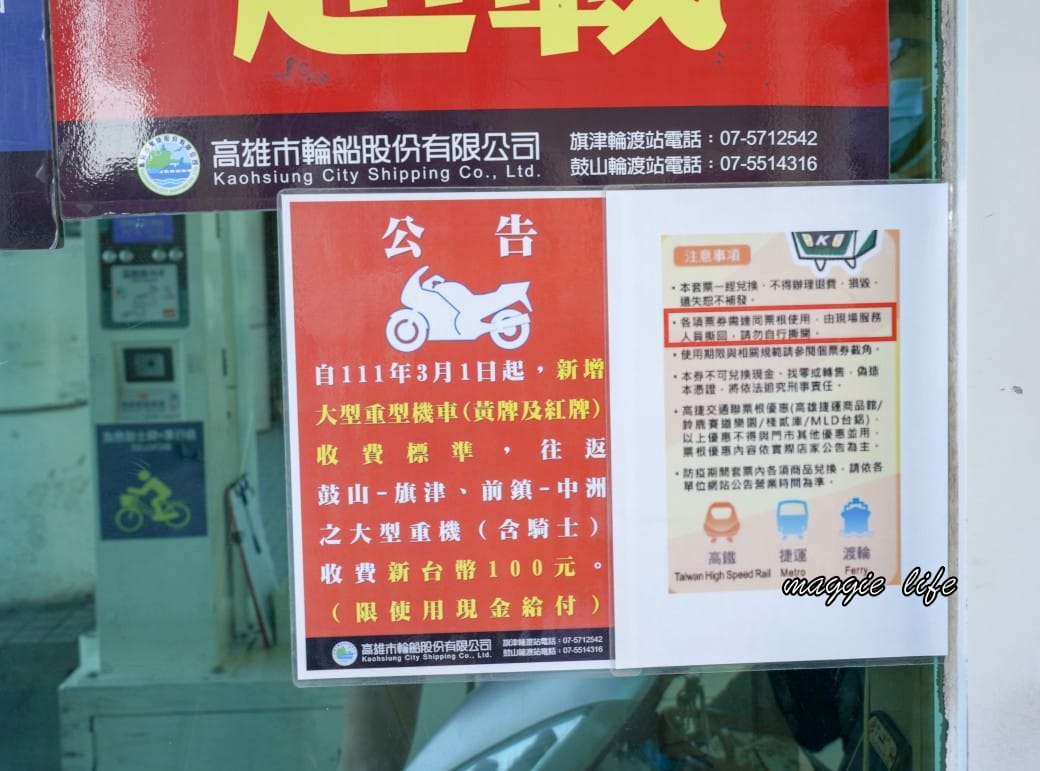 高雄市輪船股份有限公司
Kaohsiung City Shipping Co., Ltd.
旗津輪渡站電話：07-5712542
鼓山輪渡站電話：07-5514316
公告
自111年3月1日起，新增
大型重型機車(黃牌及紅牌)
收費標準，往返
鼓山-旗津、前鎮-中洲
之大型重機（含騎士）
收費新台幣100元。
（限使用現金給付）
高雄市輪船股份有限公司
Kaohsiung City Shipping Co., Ltd.
旗津輪渡站電話：07-5712542
鼓山輪渡站電話：07-5514316
K
注意事項
・本套票一經兌換，不得辦理退費，損毀、
遺失恕不補發。
・各項票券需連同票根使用，由現場服務
人員撕回，請勿自行撕開。
・使用期限與相關規範請參閱個票券截角。
・本券不可兌換現金、找零或轉售，偽造
本憑證，將依法追究刑事責任。
・高捷交通聯票根優惠(高雄捷運商品館/
鈴鹿賽道樂園/棧貳庫/MLD台鋁)，
以上優惠不得與門市其他優惠並用，
票根優惠內容依實際店家公告為主。
・防疫期間套票內各項商品兌換，請依各
單位網站公告營業時間為準。
高鐵
捷運
渡輪
Taiwan High Speed Rail
Metro
Ferry
maggie life